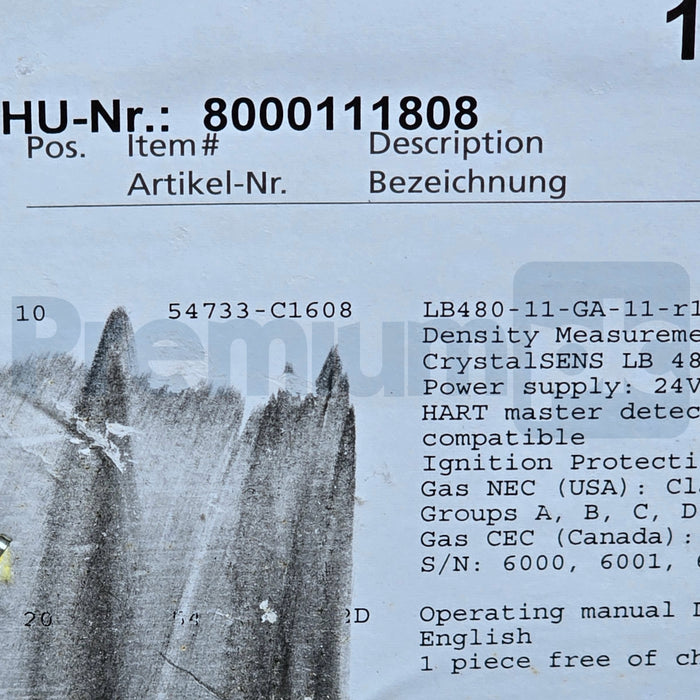 1
HU-Nr.: 8000111808
Pos. Item# Description
Artikel-Nr. Bezeichnung
10 54733-C1608 LB480-11-GA-11-r1
Density Measureme
CrystalSENS LB 48
Power supply: 24V
HART master detec
compatible
Ignition Protecti
Gas NEC (USA): Cl
Groups A, B, C, D
Gas CEC (Canada):
S/N: 6000, 6001, 6
20 54 2D Operating manual
English
1 piece free of ch
Premium